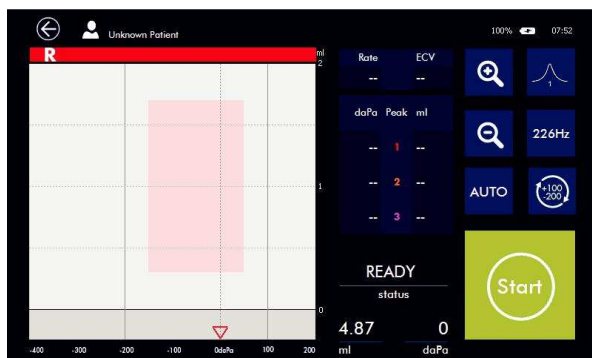 Unknown Patient
100%
07:52
R
ml
2
1
0
-400 -300 -200 -100 0daPa 100 200
Rate ECV
-- --
daPa Peak ml
-- 1 --
-- 2 --
-- 3 --
READY
status
4.87 0
ml daPa
1
226Hz
AUTO
+100
-200
Start